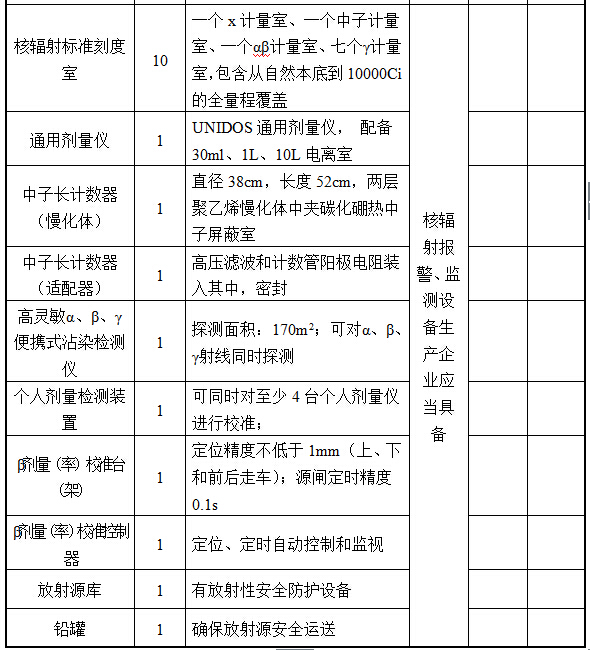 核辐射标准刻度
室
10
一个 x 计量室、一个中子计量
室、一个αβ计量室、七个γ计量
室,包含从自然本底到 10000Ci
的全量程覆盖
通用剂量仪
1
UNIDOS 通用剂量仪， 配备
30ml、1L、10L 电离室
中子长计数器
（慢化体）
1
直径 38cm，长度 52cm，两层
聚乙烯慢化体中夹碳化硼热中
子屏蔽室
中子长计数器
（适配器）
1
高压滤波和计数管阳极电阻装
入其中，密封
高灵敏α、β、γ
便携式沾染检测
仪
1
探测面积：170m²；可对α、β、
γ射线同时探测
个人剂量检测装
置
1
可同时对至少 4 台个人剂量仪
进行校准；
β剂量（率）校准台
（架）
1
定位精度不低于 1mm（上、下
和前后走车）；源闸定时精度
0.1s
β剂量（率）校准控制
器
1
定位、定时自动控制和监视
放射源库
1
有放射性安全防护设备
铅罐
1
确保放射源安全运送
核辐
射报
警、监
测设
备生
产企
业应
当具
备